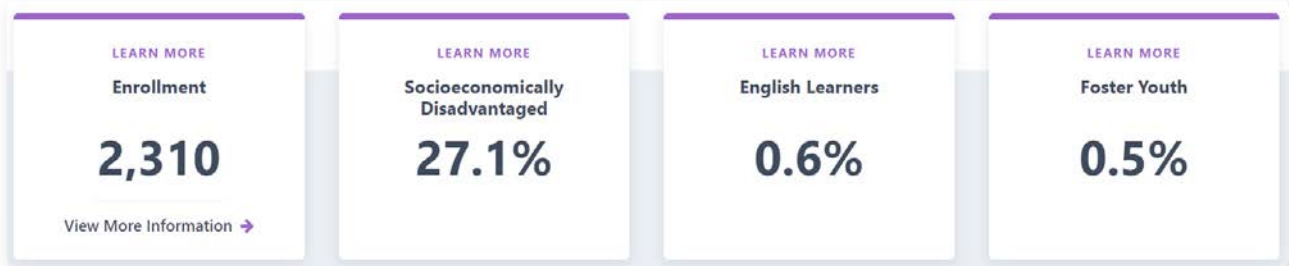 LEARN MORE
Enrollment
2,310
View More Information
LEARN MORE
Socioeconomically
Disadvantaged
27.1%
LEARN MORE
English Learners
0.6%
LEARN MORE
Foster Youth
0.5%